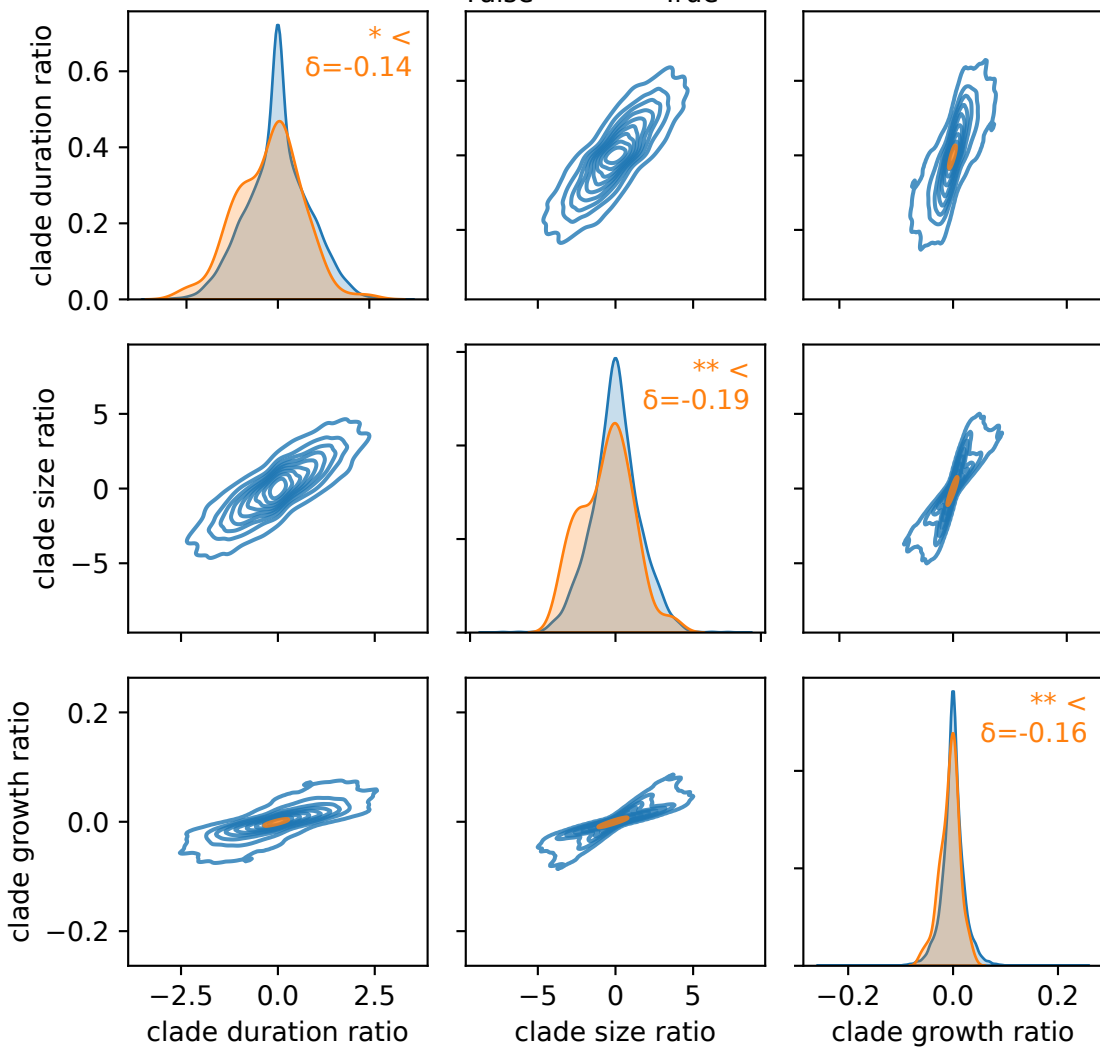 * <
δ=-0.14
clade duration ratio
0.6
0.4
0.2
0.0
** <
δ=-0.19
clade size ratio
5
0
−5
** <
δ=-0.16
clade growth ratio
0.2
0.0
−0.2
−2.5 0.0 2.5 −5 0 5 −0.2 0.0 0.2
clade duration ratio clade size ratio clade growth ratio